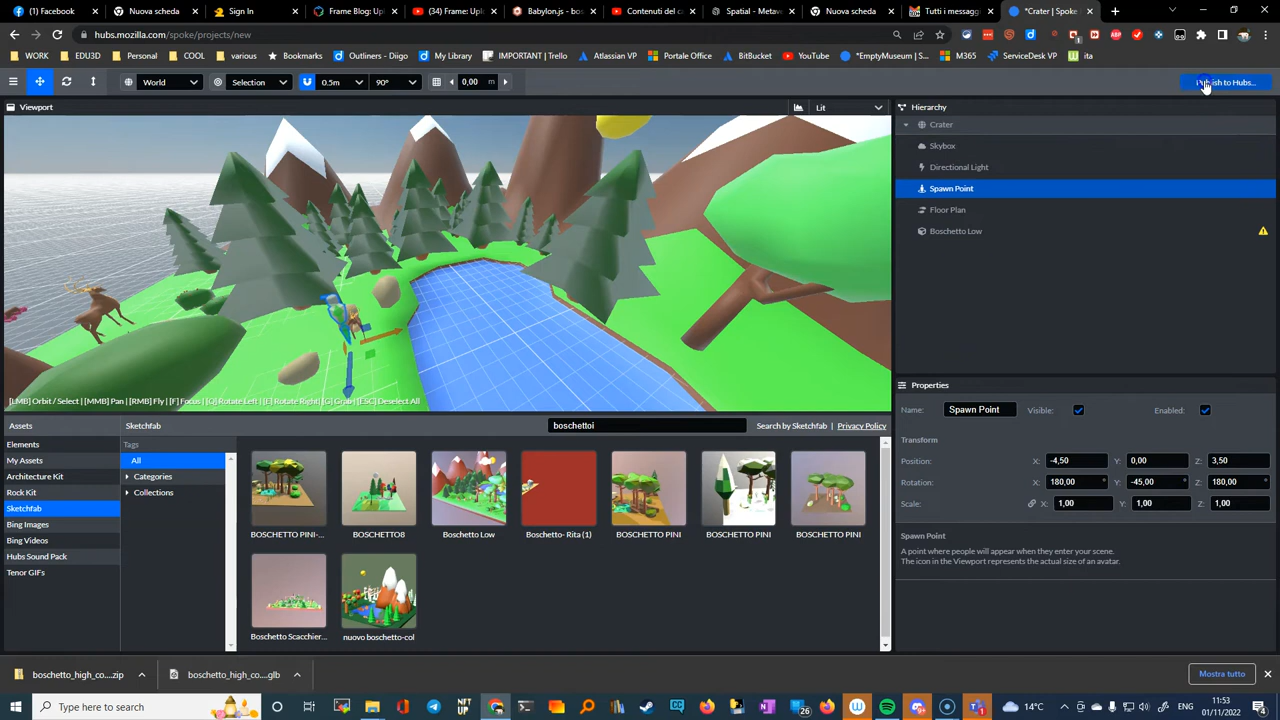 (1) Facebook
Nuova scheda
Sign In
Frame Blog: Up
(34) Frame: Uplo
Babylon.js - bos
Contenuti del ca
Spatial - Metave
Nuova scheda
Tutti i messagg
*Crater | Spoke
hubs.mozilla.com/spoke/projects/new
WORK
EDU3D
Personal
COOL
various
Bookmarks
Outliners - Diigo
My Library
IMPORTANT | Trello
Atlassian VP
Portale Office
BitBucket
YouTube
*EmptyMuseum | S...
M365
ServiceDesk VP
ita
World
Selection
0.5m
90°
0,00
m
Publish to Hubs...
Viewport
Lit
Hierarchy
Crater
Skybox
Directional Light
Spawn Point
Floor Plan
Boschetto Low
[LMB] Orbit / Select | [MMB] Pan | [RMB] Fly | [F] Focus | [Q] Rotate Left | [E] Rotate Right| [G] Grab | [ESC] Deselect All
Properties
Name:
Spawn Point
Visible:
Enabled:
Transform
Position:
X:
-4,50
Y:
0,00
Z:
3,50
Rotation:
X:
180,00
°
Y:
-45,00
°
Z:
180,00
°
Scale:
X:
1,00
Y:
1,00
Z:
1,00
Spawn Point
A point where people will appear when they enter your scene.
The icon in the Viewport represents the actual size of an avatar.
Assets
Sketchfab
boschettoi
Search by Sketchfab | Privacy Policy
Elements
My Assets
Architecture Kit
Rock Kit
Sketchfab
Bing Images
Bing Videos
Hubs Sound Pack
Tenor GIFs
Tags
All
Categories
Collections
BOSCHETTO PINI-...
BOSCHETTO8
Boschetto Low
Boschetto- Rita (1)
BOSCHETTO PINI
BOSCHETTO PINI
BOSCHETTO PINI
Boschetto Scacchier...
nuovo boschetto-col
boschetto_high_co....zip
boschetto_high_co....glb
Mostra tutto
Type here to search
14°C
ENG
11:53
01/11/2022